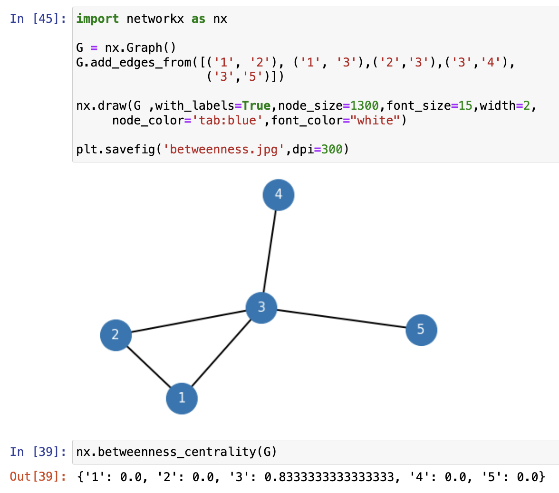 In [45]: import networkx as nx
G = nx.Graph()
G.add_edges_from([('1', '2'), ('1', '3'),('2','3'),('3','4'),
('3','5')])
nx.draw(G ,with_labels=True,node_size=1300,font_size=15,width=2,
node_color='tab:blue',font_color="white")
plt.savefig('betweenness.jpg',dpi=300)
4
3
5
2
1
In [39]: nx.betweenness_centrality(G)
Out[39]: {'1': 0.0, '2': 0.0, '3': 0.8333333333333333, '4': 0.0, '5': 0.0}